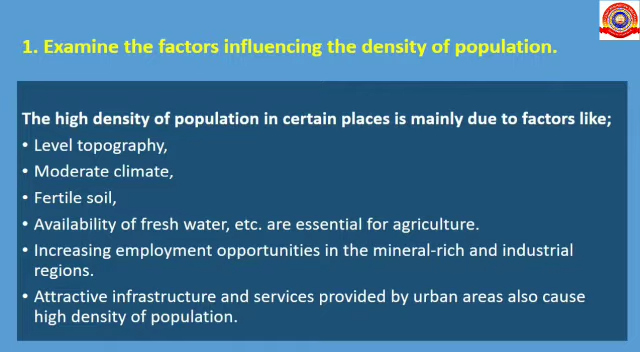 1. Examine the factors influencing the density of population.
The high density of population in certain places is mainly due to factors like;
• Level topography,
• Moderate climate,
• Fertile soil,
• Availability of fresh water, etc. are essential for agriculture.
• Increasing employment opportunities in the mineral-rich and industrial
regions.
• Attractive infrastructure and services provided by urban areas also cause
high density of population.